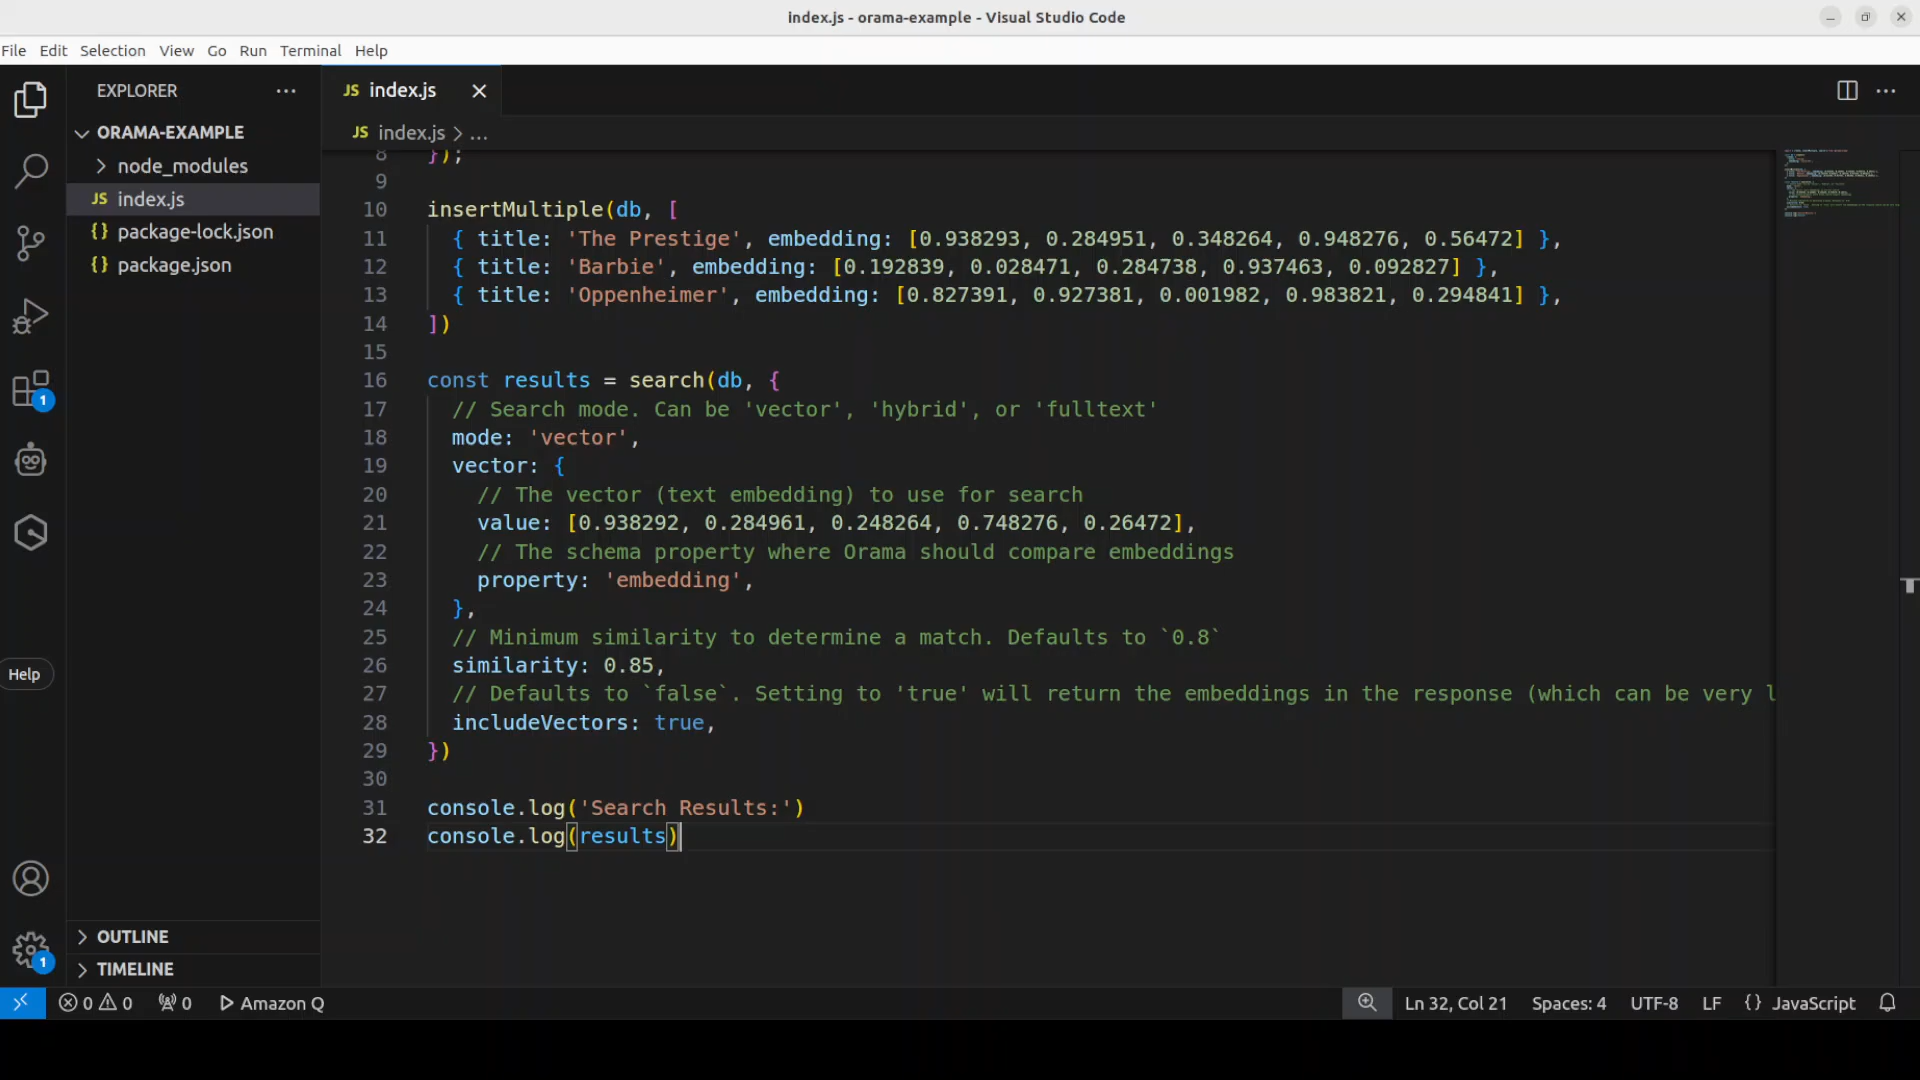 index.js - orama-example - Visual Studio Code
File Edit Selection View Go Run Terminal Help
EXPLORER
ORAMA-EXAMPLE
node_modules
JS index.js
{} package-lock.json
{} package.json
OUTLINE
TIMELINE
1
Help
1
JS index.js
JS index.js > ...
8 });
9
10 insertMultiple(db, [
11 { title: 'The Prestige', embedding: [0.938293, 0.284951, 0.348264, 0.948276, 0.56472] },
12 { title: 'Barbie', embedding: [0.192839, 0.028471, 0.284738, 0.937463, 0.092827] },
13 { title: 'Oppenheimer', embedding: [0.827391, 0.927381, 0.001982, 0.983821, 0.294841] },
14 ])
15
16 const results = search(db, {
17 // Search mode. Can be 'vector', 'hybrid', or 'fulltext'
18 mode: 'vector',
19 vector: {
20 // The vector (text embedding) to use for search
21 value: [0.938292, 0.284961, 0.248264, 0.748276, 0.26472],
22 // The schema property where Orama should compare embeddings
23 property: 'embedding',
24 },
25 // Minimum similarity to determine a match. Defaults to `0.8`
26 similarity: 0.85,
27 // Defaults to `false`. Setting to 'true' will return the embeddings in the response (which can be very l
28 includeVectors: true,
29 })
30
31 console.log('Search Results:')
32 console.log(results)
0 0 0 Amazon Q
Ln 32, Col 21 Spaces: 4 UTF-8 LF {} JavaScript